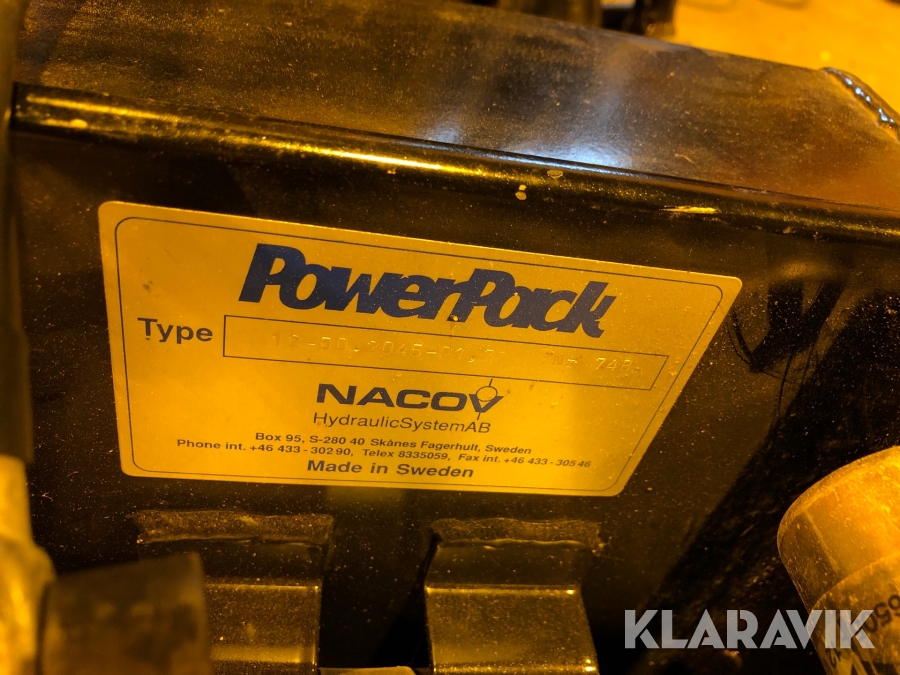 PowerPack
Type
NACOV
HydraulicSystemAB
Box 95, S-280 40 Skånes Fagerhult, Sweden
Phone int. +46 433 - 302 90, Telex 8335059, Fax int. +46 433 - 305 46
Made in Sweden
KLARAVIK